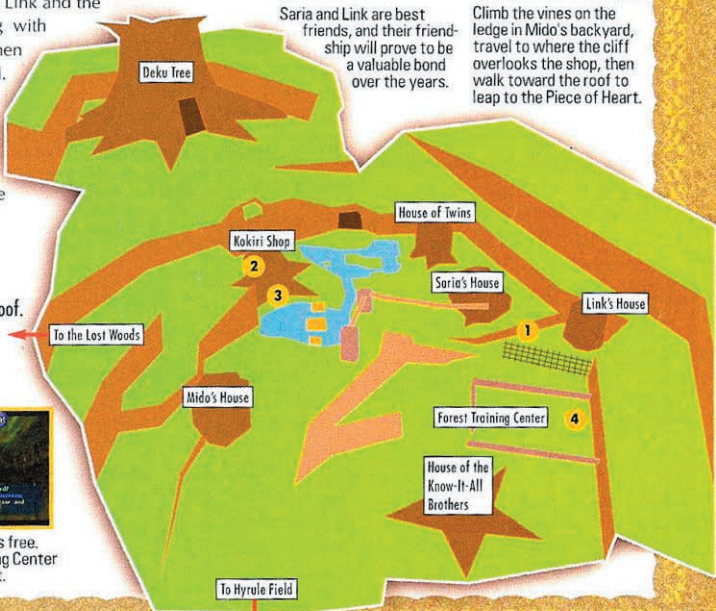 Link and the
with
Saria and Link are best
friends, and their friend-
ship will prove to be
a valuable bond
over the years.
Climb the vines on the
ledge in Mido's backyard,
travel to where the cliff
overlooks the shop, then
walk toward the roof to
leap to the Piece of Heart.
Deku Tree
House of Twins
Kokiri Shop
2
Saria's House
3
Link's House
oof.
To the Lost Woods
1
Mido's House
Forest Training Center
4
House of the
Know-It-All
Brothers
s free.
ng Center
To Hyrule Field